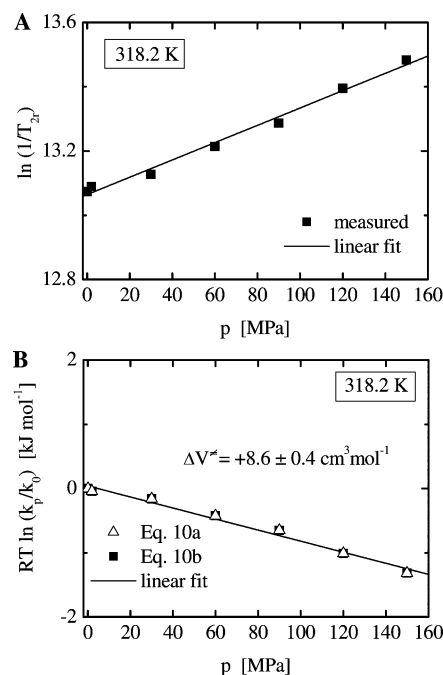 A
318.2 K
13.6
13.2
12.8
ln (1/T2r)
measured
linear fit
0 20 40 60 80 100 120 140 160
p [MPa]
B
318.2 K
2
0
-2
RT ln (kp/k0) [kJ mol-1]
ΔV≠= +8.6 ± 0.4 cm3mol-1
Eq. 10a
Eq. 10b
linear fit
0 20 40 60 80 100 120 140 160
p [MPa]